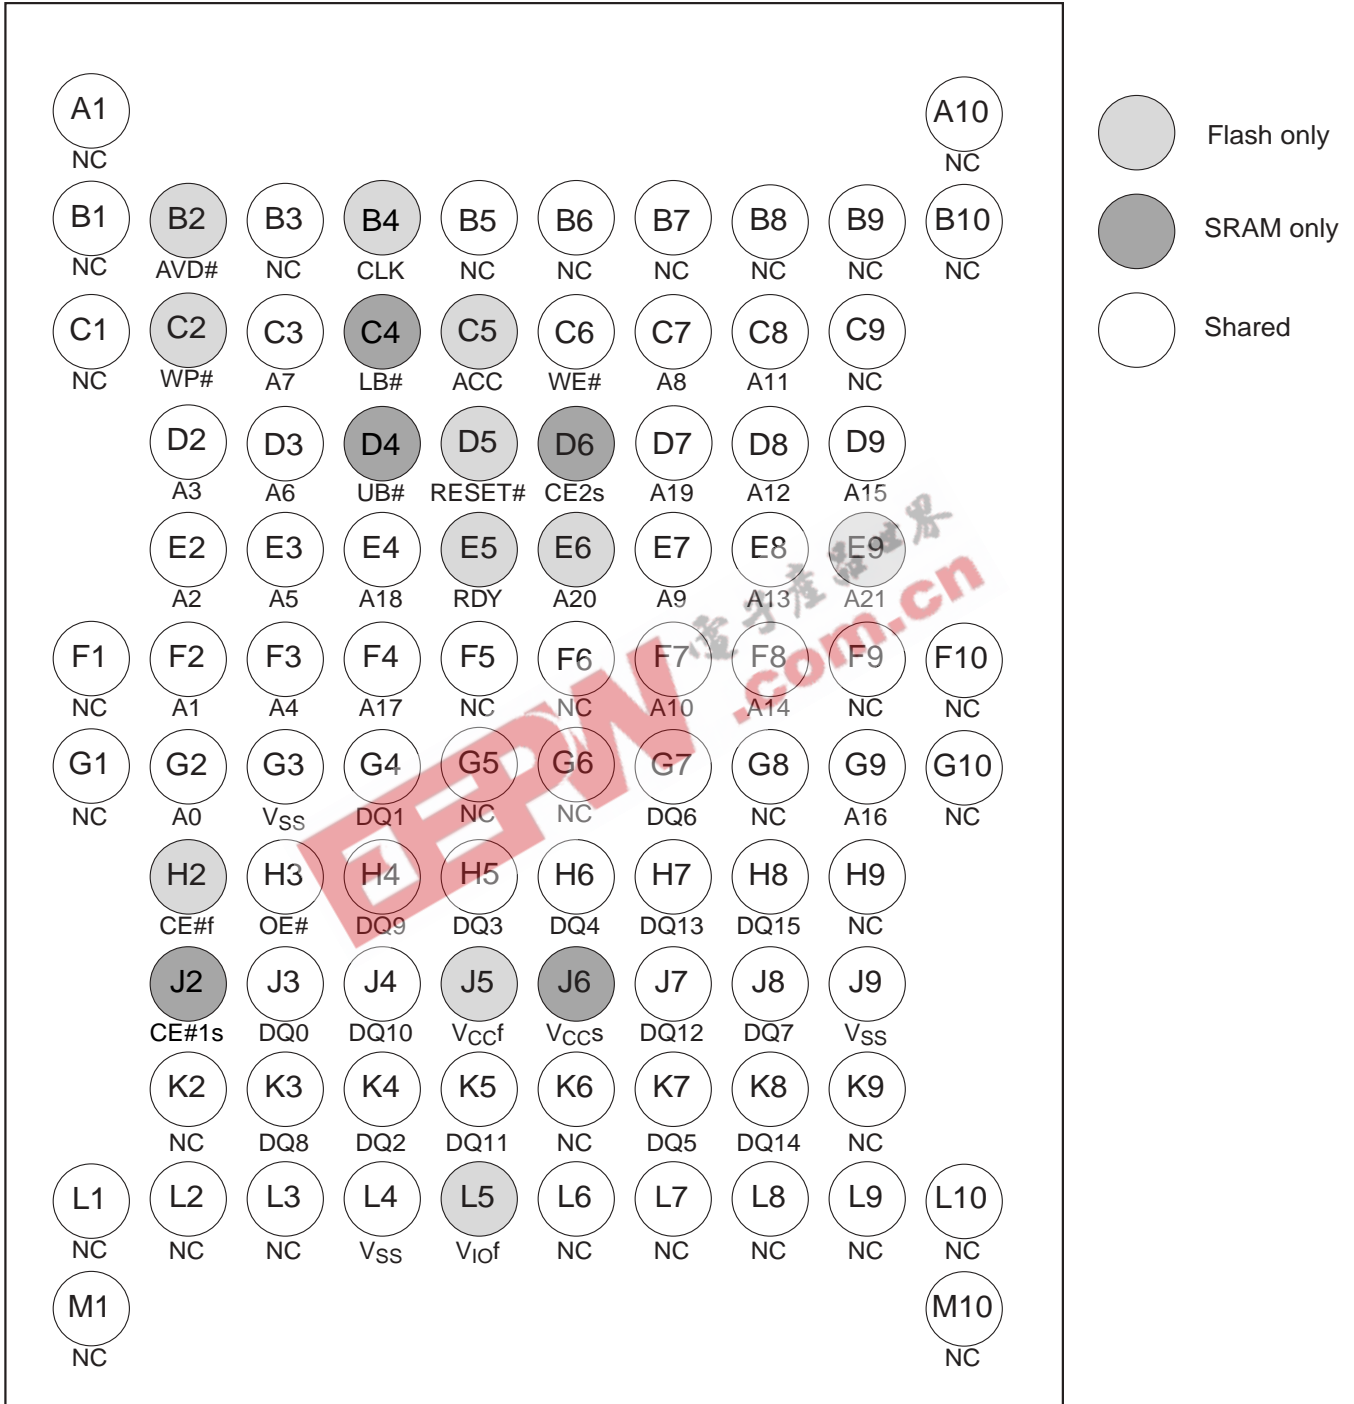 A1 A10 Flash only
NC NC
B1 B2 B3 B4 B5 B6 B7 B8 B9 B10 SRAM only
NC AVD# NC CLK NC NC NC NC NC NC
C1 C2 C3 C4 C5 C6 C7 C8 C9 Shared
NC WP# A7 LB# ACC WE# A8 A11 NC
D2 D3 D4 D5 D6 D7 D8 D9
A3 A6 UB# RESET# CE2s A19 A12 A15
E2 E3 E4 E5 E6 E7 E8 E9
A2 A5 A18 RDY A20 A9 A13 A21
電子產品世界
EEPW .com.cn
F1 F2 F3 F4 F5 F6 F7 F8 F9 F10
NC A1 A4 A17 NC NC A10 A14 NC NC
G1 G2 G3 G4 G5 G6 G7 G8 G9 G10
NC A0 VSS DQ1 NC NC DQ6 NC A16 NC
H2 H3 H4 H5 H6 H7 H8 H9
CE#f OE# DQ9 DQ3 DQ4 DQ13 DQ15 NC
J2 J3 J4 J5 J6 J7 J8 J9
CE#1s DQ0 DQ10 VCCf VCCs DQ12 DQ7 VSS
K2 K3 K4 K5 K6 K7 K8 K9
NC DQ8 DQ2 DQ11 NC DQ5 DQ14 NC
L1 L2 L3 L4 L5 L6 L7 L8 L9 L10
NC NC NC VSS VIOf NC NC NC NC NC
M1 M10
NC NC